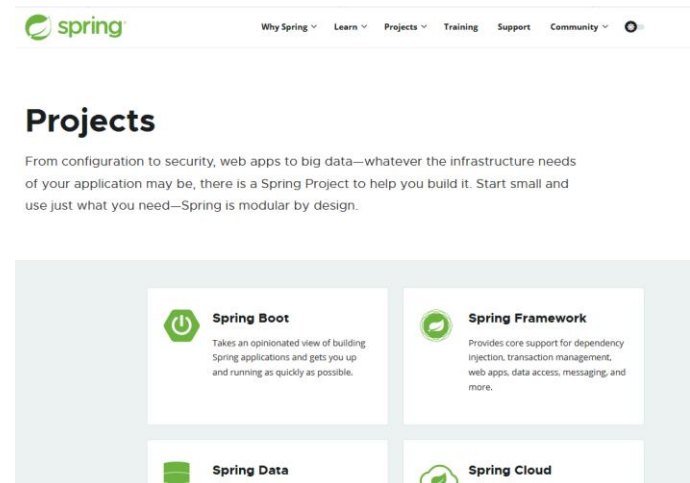 spring
Why Spring Learn Projects Training Support Community
Projects
From configuration to security, web apps to big data—whatever the infrastructure needs
of your application may be, there is a Spring Project to help you build it. Start small and
use just what you need—Spring is modular by design.
Spring Boot
Takes an opinionated view of building
Spring applications and gets you up
and running as quickly as possible.
Spring Framework
Provides core support for dependency
injection, transaction management,
web apps, data access, messaging, and
more.
Spring Data
Spring Cloud